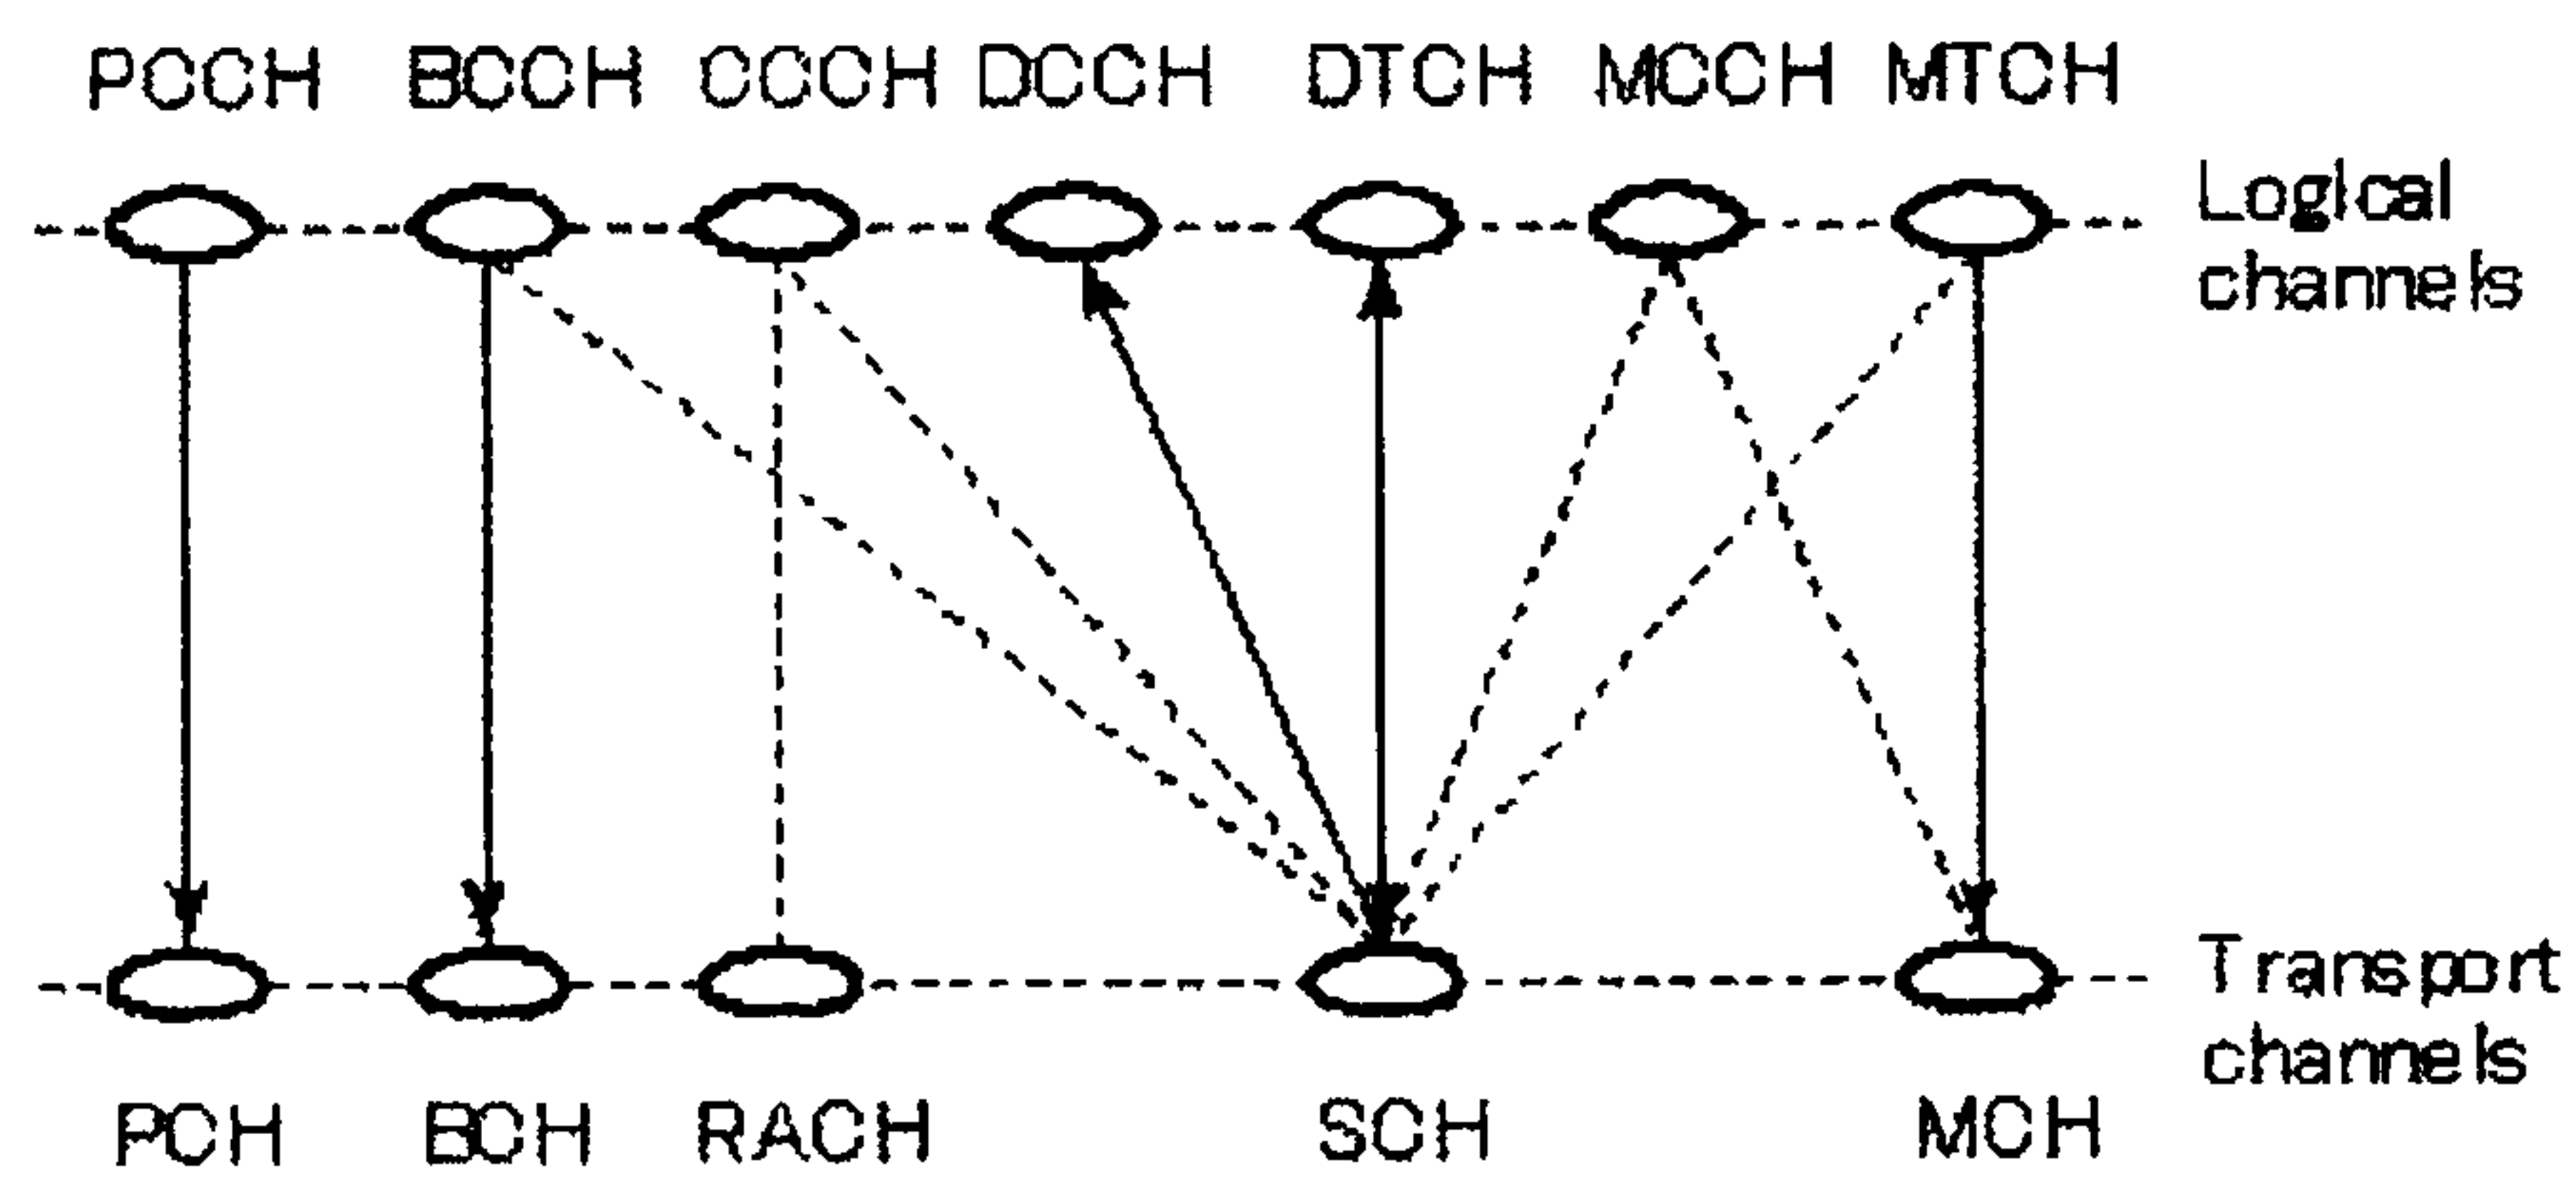 PCCH BCCH CCCH DCCH DTCH MCCH MTCH
Logical
channels
Transport
channels
PCH BCH RACH SCH MCH